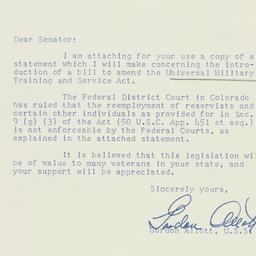 Dear Senator:
I am attaching for your use a copy of a
statement which I will make concerning the intro-
duction of a bill to amend the Universal Military
Training and Service Act.
The Federal District Court in Colorado
has ruled that the reemployment of reservists and
certain other individuals as provided for in Sec.
9 (g) (3) of the Act (50 U.S.C. App. 451 et seq.)
is not enforceable by the Federal Courts, as
explained in the attached statement.
It is believed that this legislation will
be of value to many veterans in your state, and
your support will be appreciated.
Sincerely yours,
Gordon Allott
Gordon Allott, U.S.S.